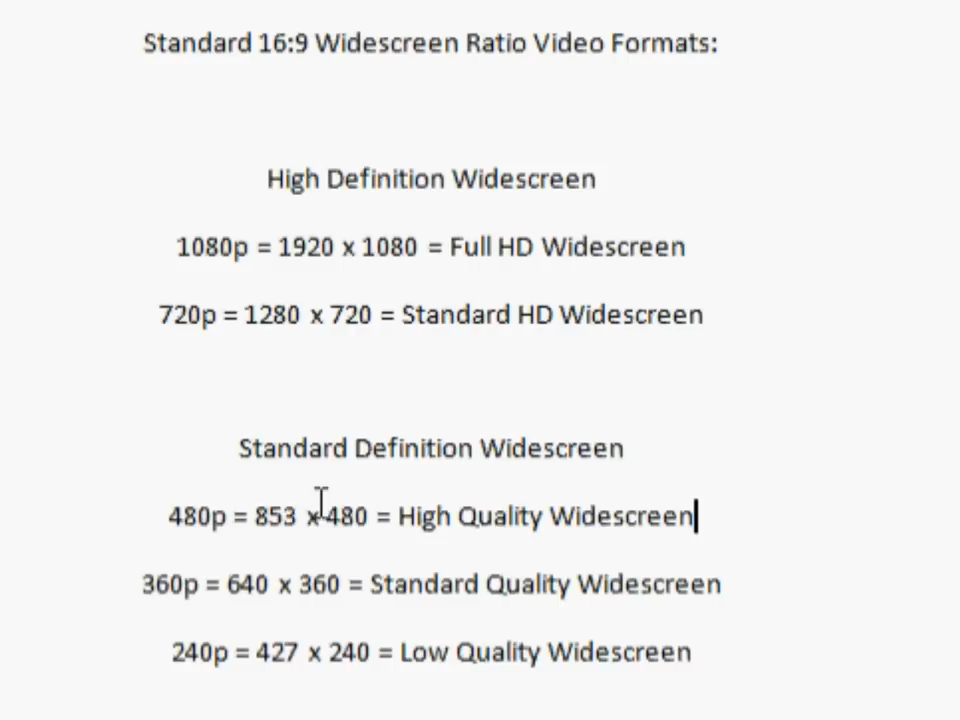 Standard 16:9 Widescreen Ratio Video Formats:
High Definition Widescreen
1080p = 1920 x 1080 = Full HD Widescreen
720p = 1280 x 720 = Standard HD Widescreen
Standard Definition Widescreen
480p = 853 x 480 = High Quality Widescreen
360p = 640 x 360 = Standard Quality Widescreen
240p = 427 x 240 = Low Quality Widescreen